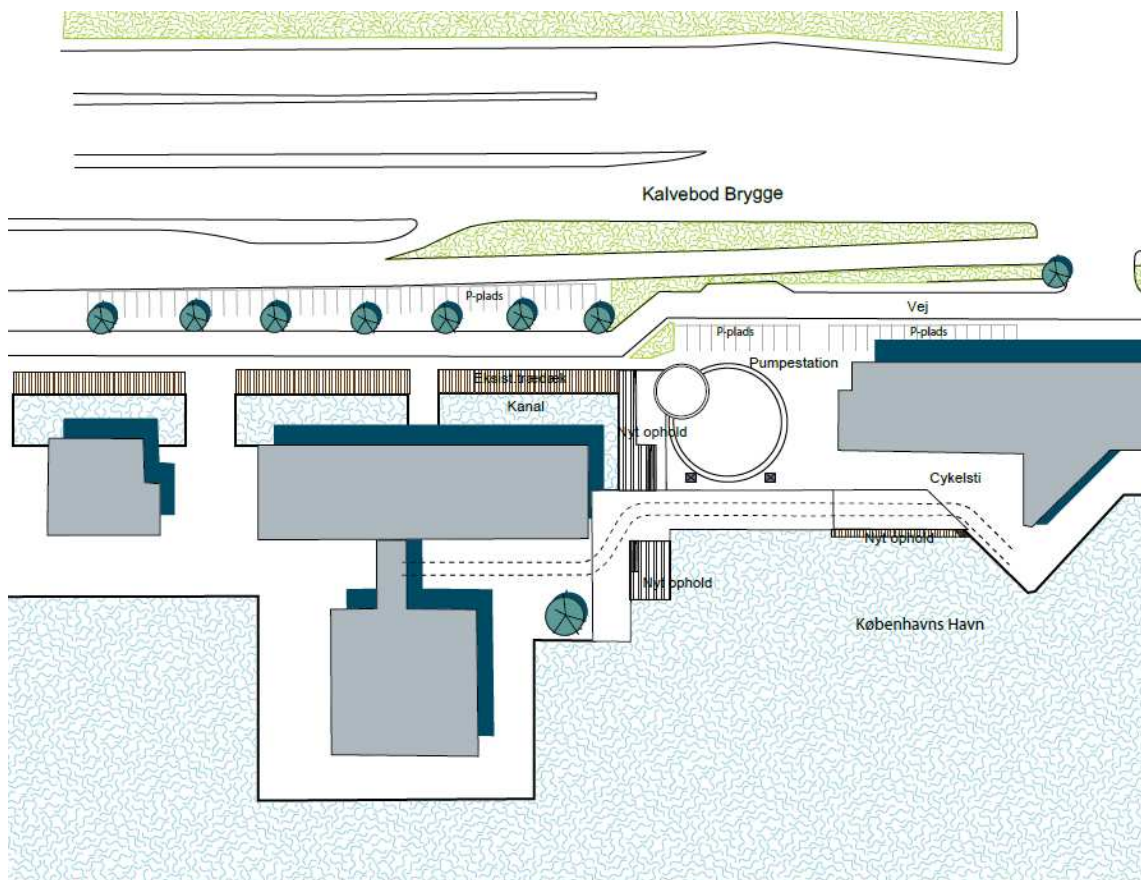 Kalvebod Brygge
P-plads
Vej
P-plads
P-plads
Pumpestation
Eksist.trædæk
Kanal
Nyt ophold
Cykelsti
Nyt ophold
Nyt ophold
Københavns Havn